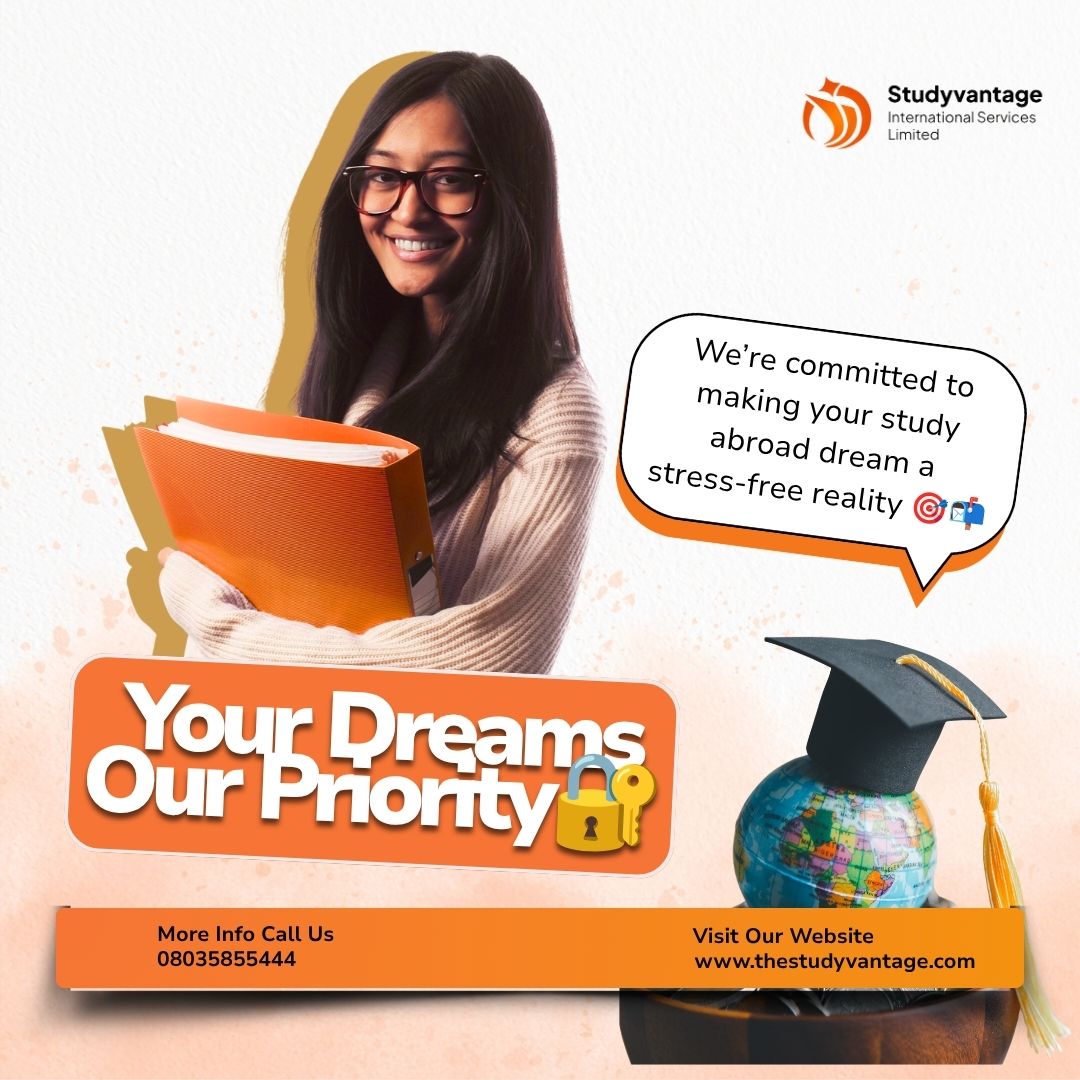 Studyvantage
International Services
Limited
We’re committed to
making your study
abroad dream a
stress-free reality 🎯📬
Your Dreams
Our Priority🔐
More Info Call Us
08035855444
Visit Our Website
www.thestudyvantage.com